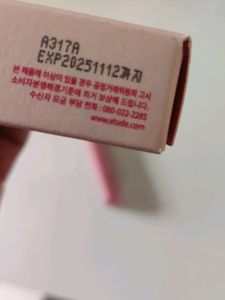 A317A
EXP20251112까지
본 제품에 이상이 있을 경우 공정거래위원회 고시
소비자분쟁해결기준에 의거 보상해 드립니다.
수신자 요금 부담 전화 : 080-022-2285
www.etude.com